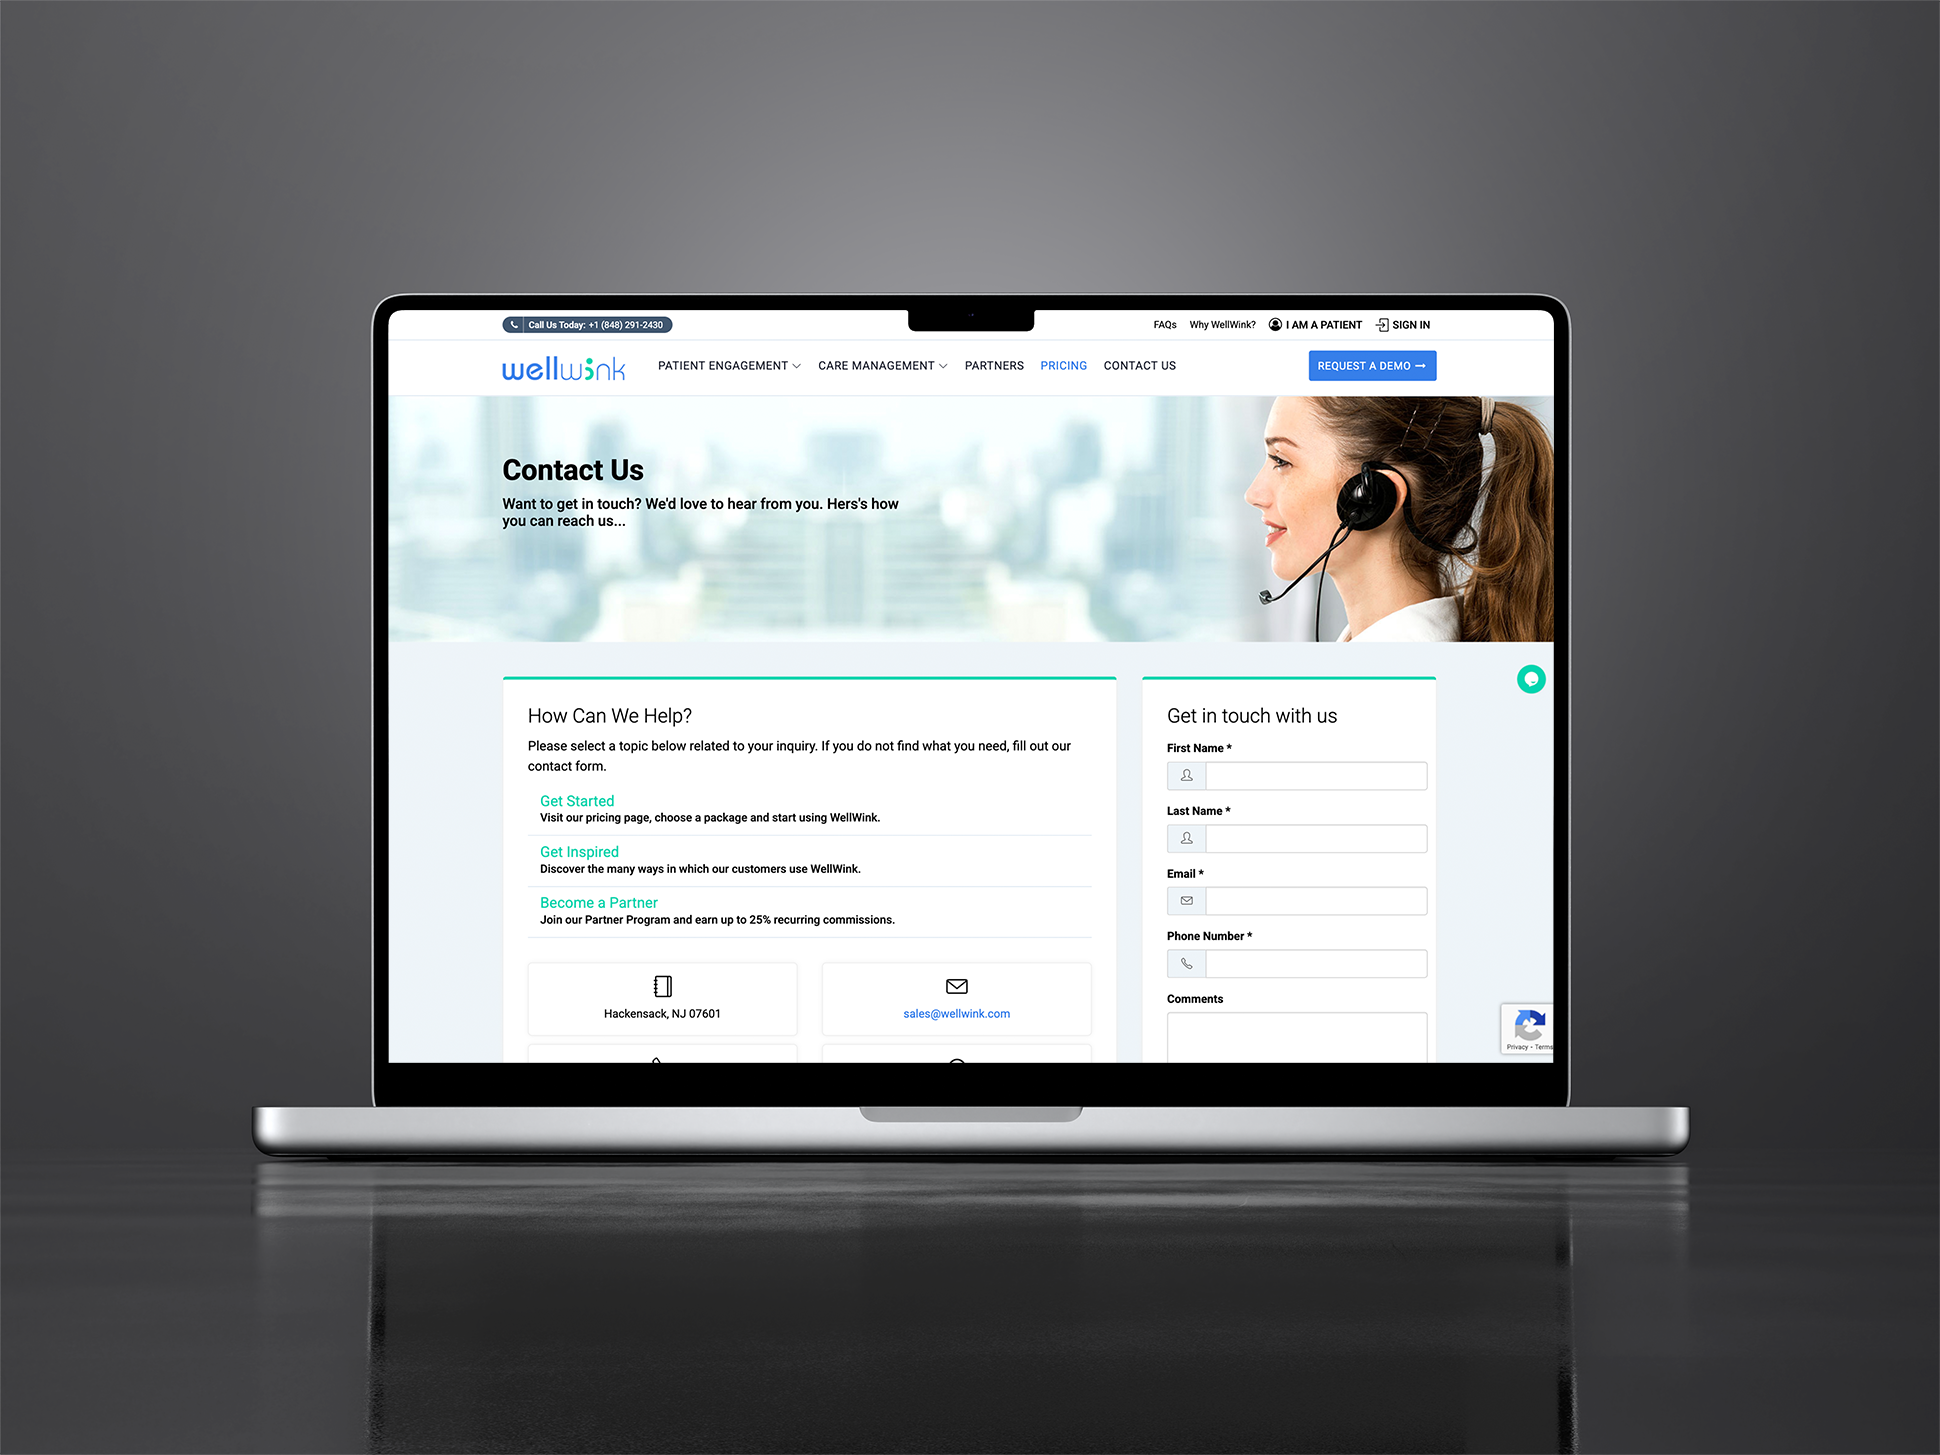 Call Us Today: +1 (848) 291-2430
FAQs Why WellWink? I AM A PATIENT SIGN IN
wellwink PATIENT ENGAGEMENT CARE MANAGEMENT PARTNERS PRICING CONTACT US REQUEST A DEMO
Contact Us
Want to get in touch? We'd love to hear from you. Hers's how
you can reach us...
How Can We Help?
Please select a topic below related to your inquiry. If you do not find what you need, fill out our
contact form.
Get Started
Visit our pricing page, choose a package and start using WellWink.
Get Inspired
Discover the many ways in which our customers use WellWink.
Become a Partner
Join our Partner Program and earn up to 25% recurring commissions.
Hackensack, NJ 07601
sales@wellwink.com
Get in touch with us
First Name *
Last Name *
Email *
Phone Number *
Comments
Privacy - Terms